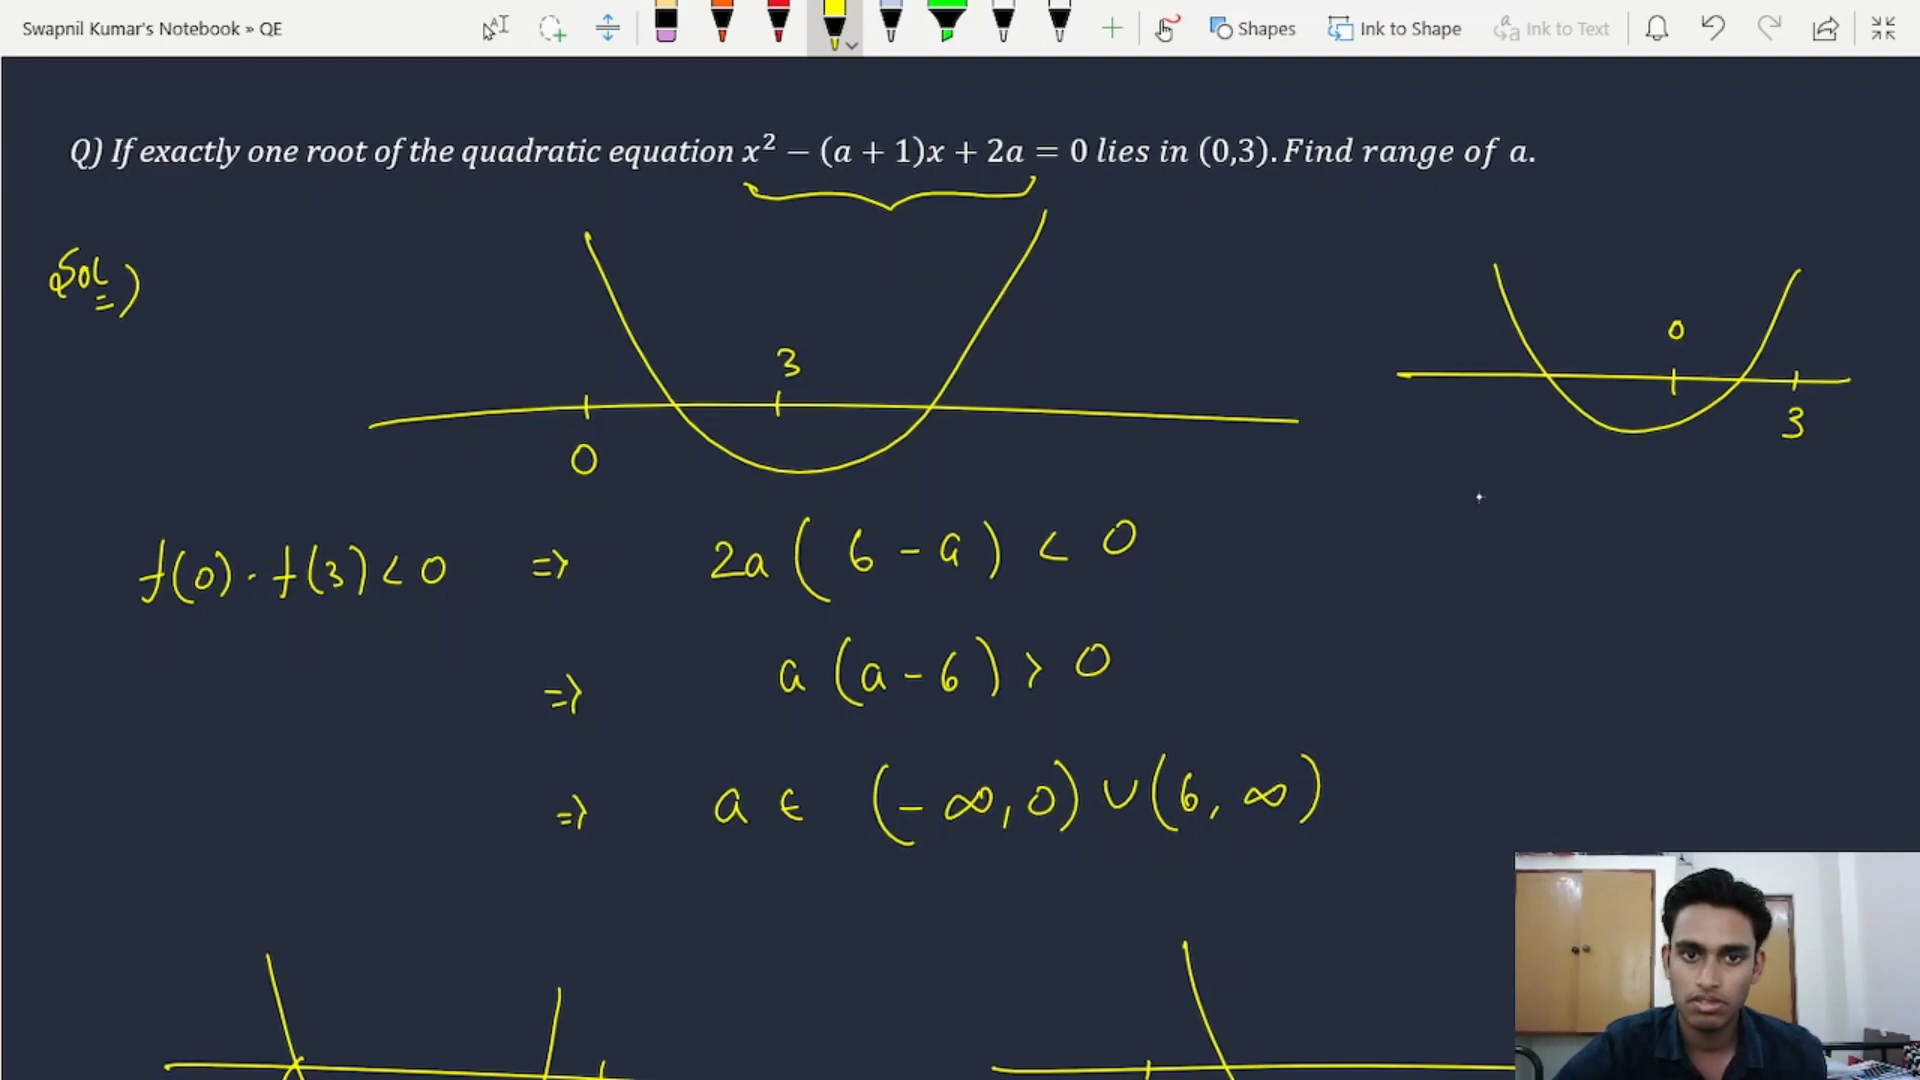 Swapnil Kumar's Notebook » QE
Shapes
Ink to Shape
Ink to Text
Q) If exactly one root of the quadratic equation x² − (a + 1)x + 2a = 0 lies in (0,3). Find range of a.
Sol)
3
0
0
3
f(0) · f(3) < 0 => 2a ( 6 - a ) < 0
=> a ( a - 6 ) > 0
=> a ∈ ( - ∞, 0 ) ∪ ( 6, ∞ )